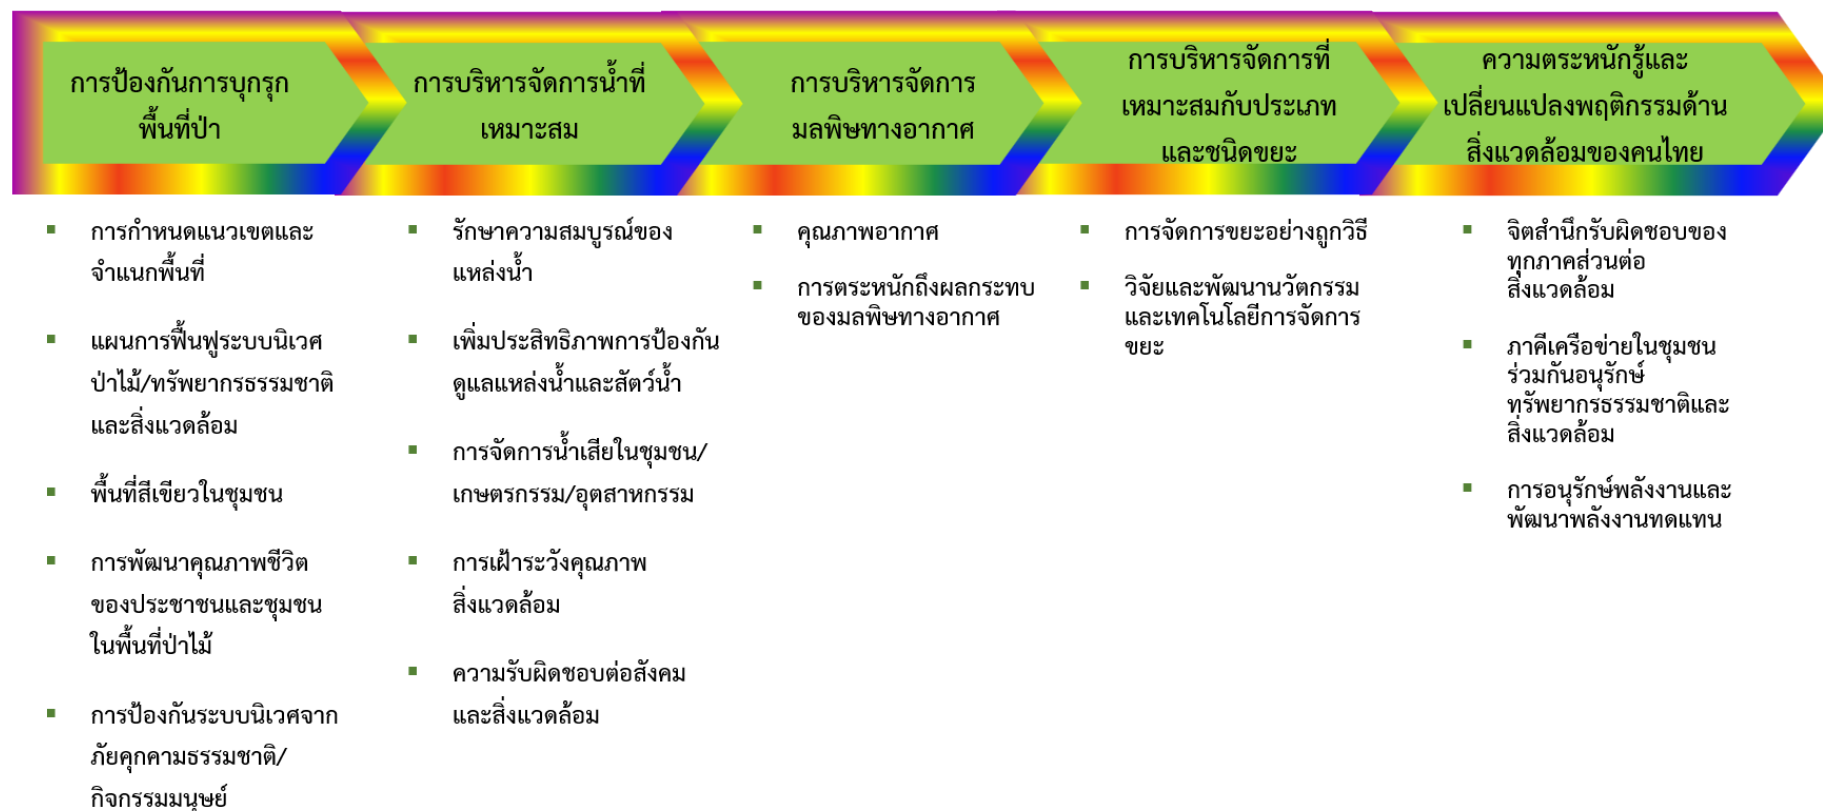 การป้องกันการบุกรุก
พื้นที่ป่า
การบริหารจัดการน้ำที่
เหมาะสม
การบริหารจัดการ
มลพิษทางอากาศ
การบริหารจัดการที่
เหมาะสมกับประเภท
และชนิดขยะ
ความตระหนักรู้และ
เปลี่ยนแปลงพฤติกรรมด้าน
สิ่งแวดล้อมของคนไทย
การกำหนดแนวเขตและ
จำแนกพื้นที่
แผนการฟื้นฟูระบบนิเวศ
ป่าไม้/ทรัพยากรธรรมชาติ
และสิ่งแวดล้อม
พื้นที่สีเขียวในชุมชน
การพัฒนาคุณภาพชีวิต
ของประชาชนและชุมชน
ในพื้นที่ป่าไม้
การป้องกันระบบนิเวศจาก
ภัยคุกคามธรรมชาติ/
กิจกรรมมนุษย์
รักษาความสมบูรณ์ของ
แหล่งน้ำ
เพิ่มประสิทธิภาพการป้องกัน
ดูแลแหล่งน้ำและสัตว์น้ำ
การจัดการน้ำเสียในชุมชน/
เกษตรกรรม/อุตสาหกรรม
การเฝ้าระวังคุณภาพ
สิ่งแวดล้อม
ความรับผิดชอบต่อสังคม
และสิ่งแวดล้อม
คุณภาพอากาศ
การตระหนักถึงผลกระทบ
ของมลพิษทางอากาศ
การจัดการขยะอย่างถูกวิธี
วิจัยและพัฒนานวัตกรรม
และเทคโนโลยีการจัดการ
ขยะ
จิตสำนึกรับผิดชอบของ
ทุกภาคส่วนต่อ
สิ่งแวดล้อม
ภาคีเครือข่ายในชุมชน
ร่วมกันอนุรักษ์
ทรัพยากรธรรมชาติและ
สิ่งแวดล้อม
การอนุรักษ์พลังงานและ
พัฒนาพลังงานทดแทน